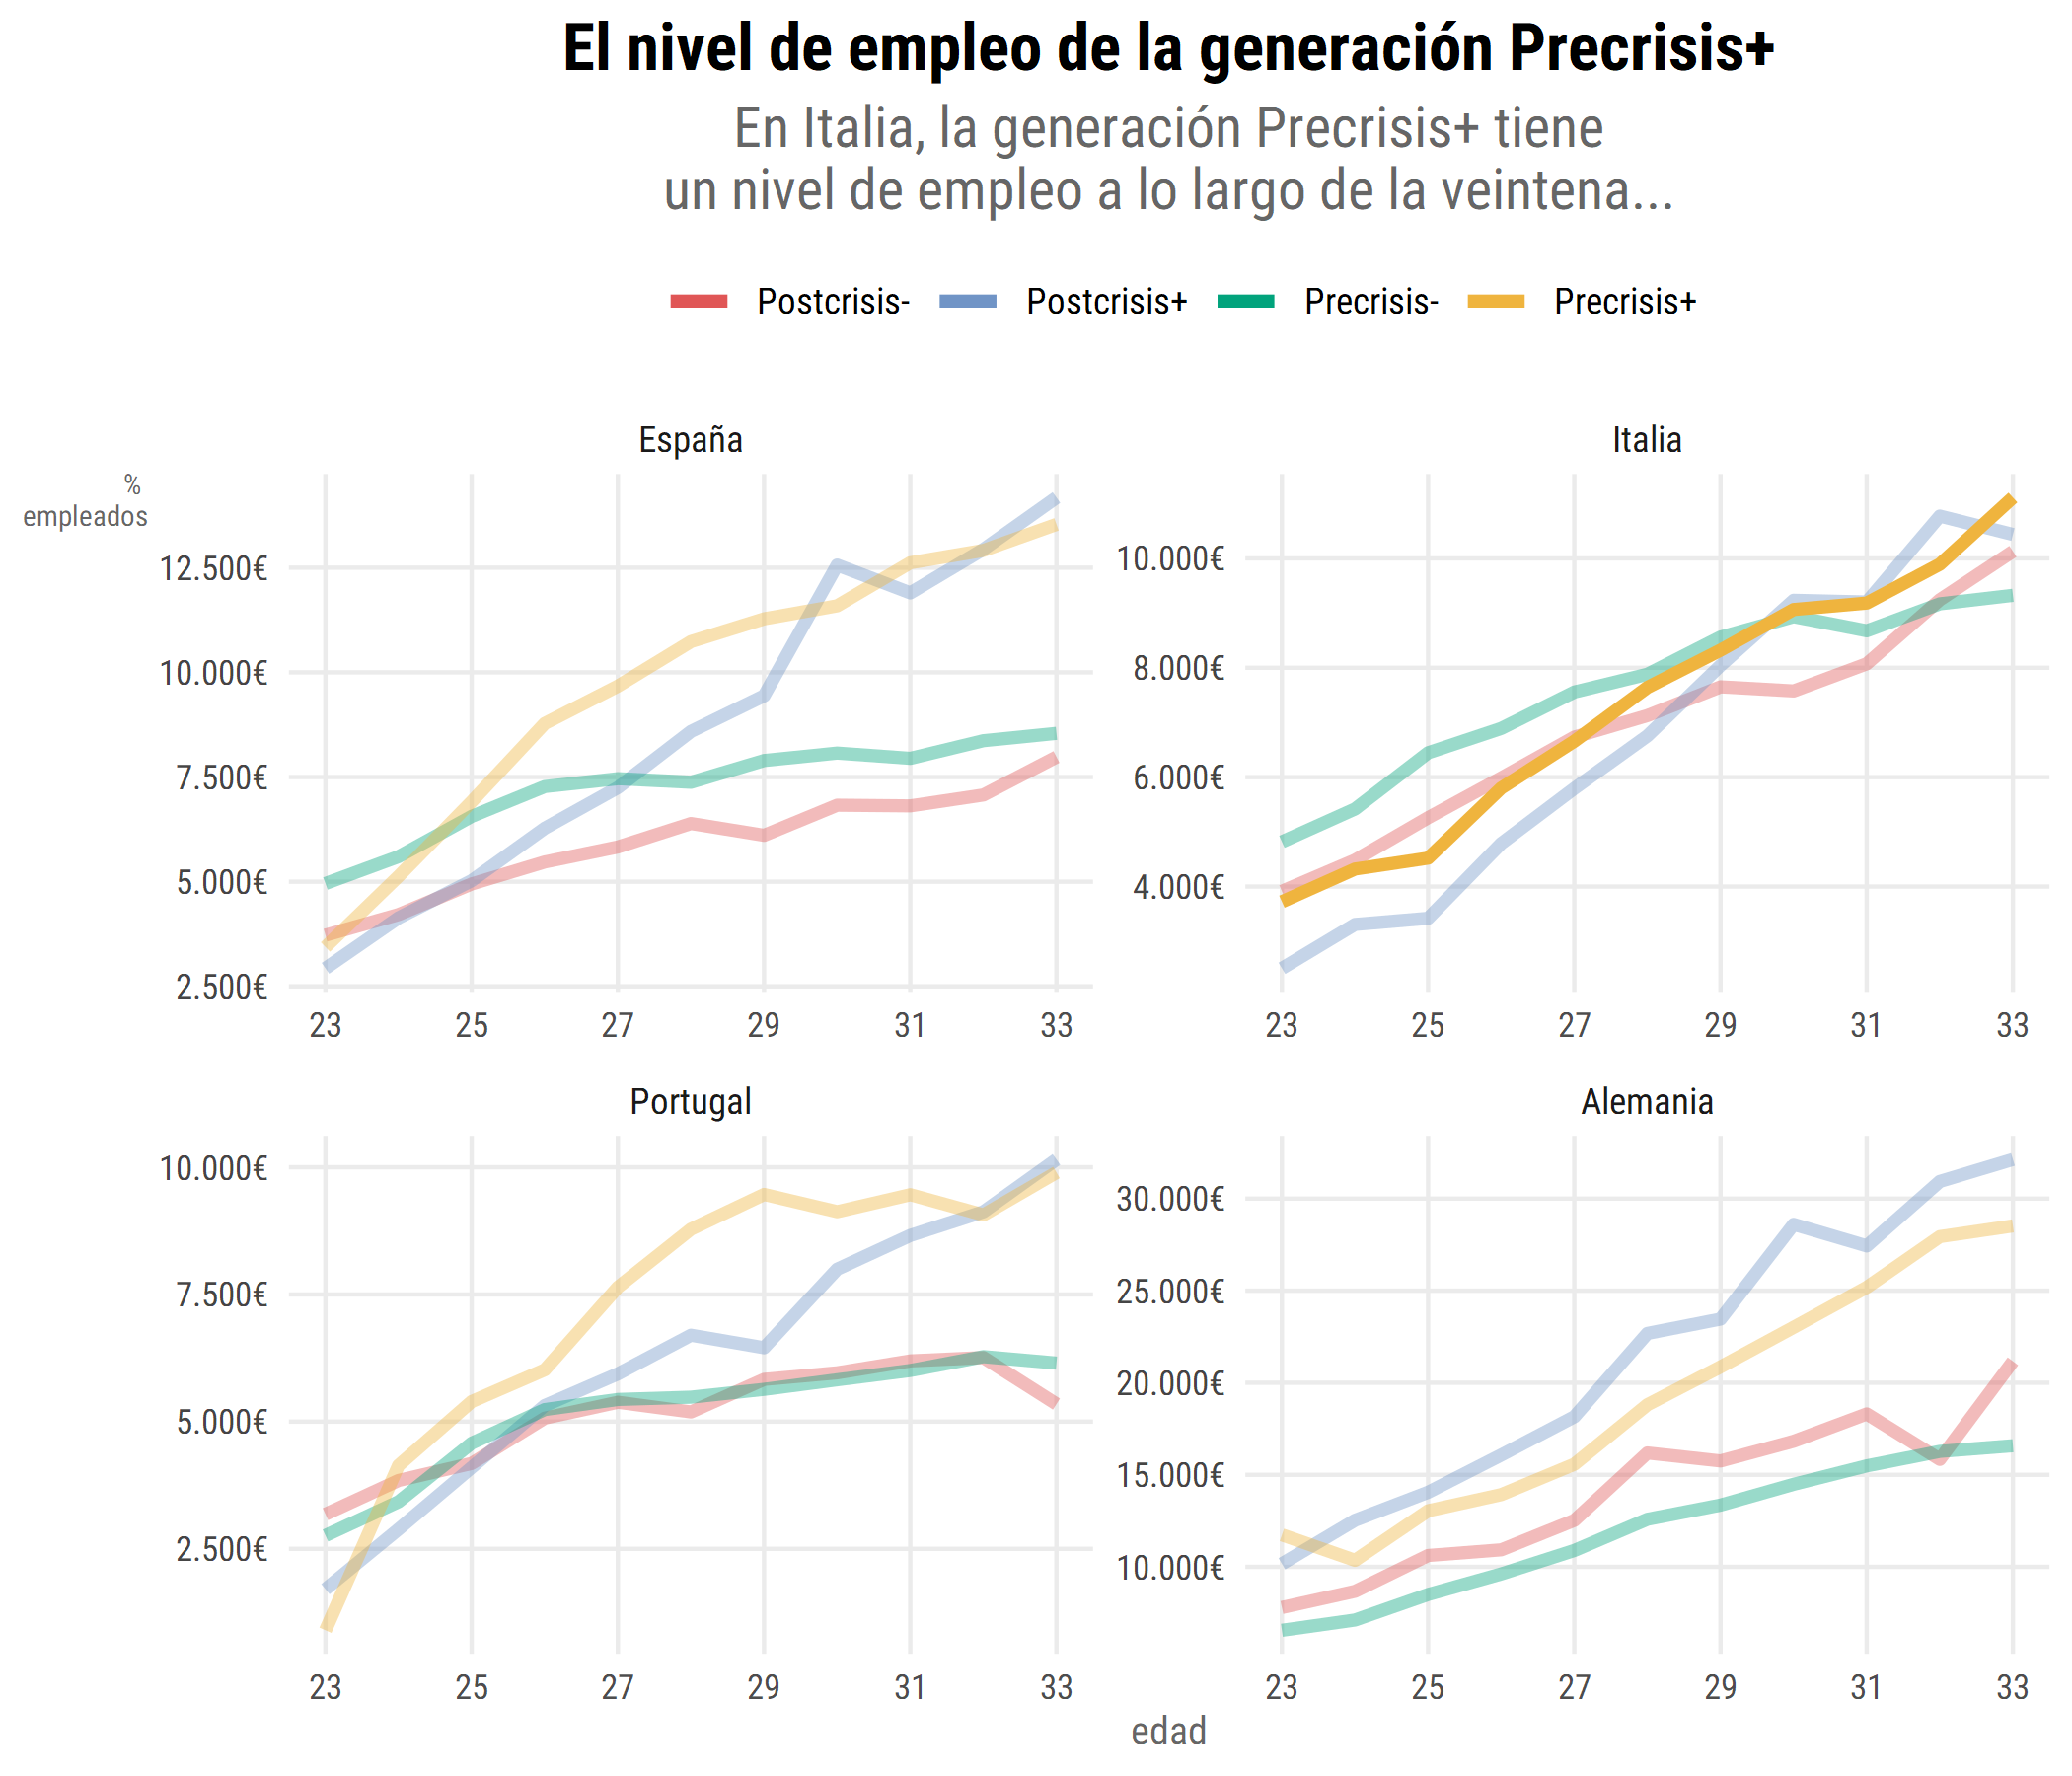 El nivel de empleo de la generación Precrisis+
En Italia, la generación Precrisis+ tiene
un nivel de empleo a lo largo de la veintena...
Postcrisis- Postcrisis+ Precrisis- Precrisis+
España
%
empleados
12.500€
10.000€
7.500€
5.000€
2.500€
23 25 27 29 31 33
Italia
10.000€
8.000€
6.000€
4.000€
23 25 27 29 31 33
Portugal
10.000€
7.500€
5.000€
2.500€
23 25 27 29 31 33
Alemania
30.000€
25.000€
20.000€
15.000€
10.000€
23 25 27 29 31 33
edad